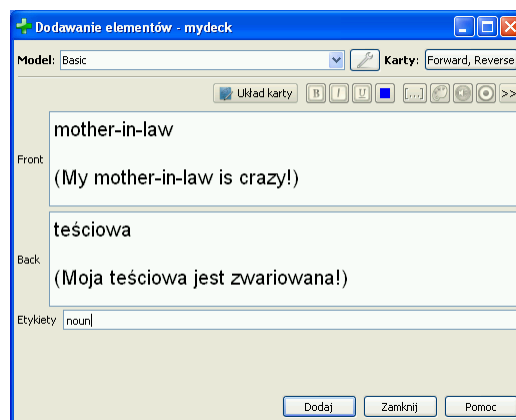 Dodawanie elementów - mydeck
Model: Basic Karty: Forward, Reverse
Układ karty B I U [...] >>
Front
mother-in-law
(My mother-in-law is crazy!)
Back
teściowa
(Moja teściowa jest zwariowana!)
Etykiety noun
Dodaj Zamknij Pomoc